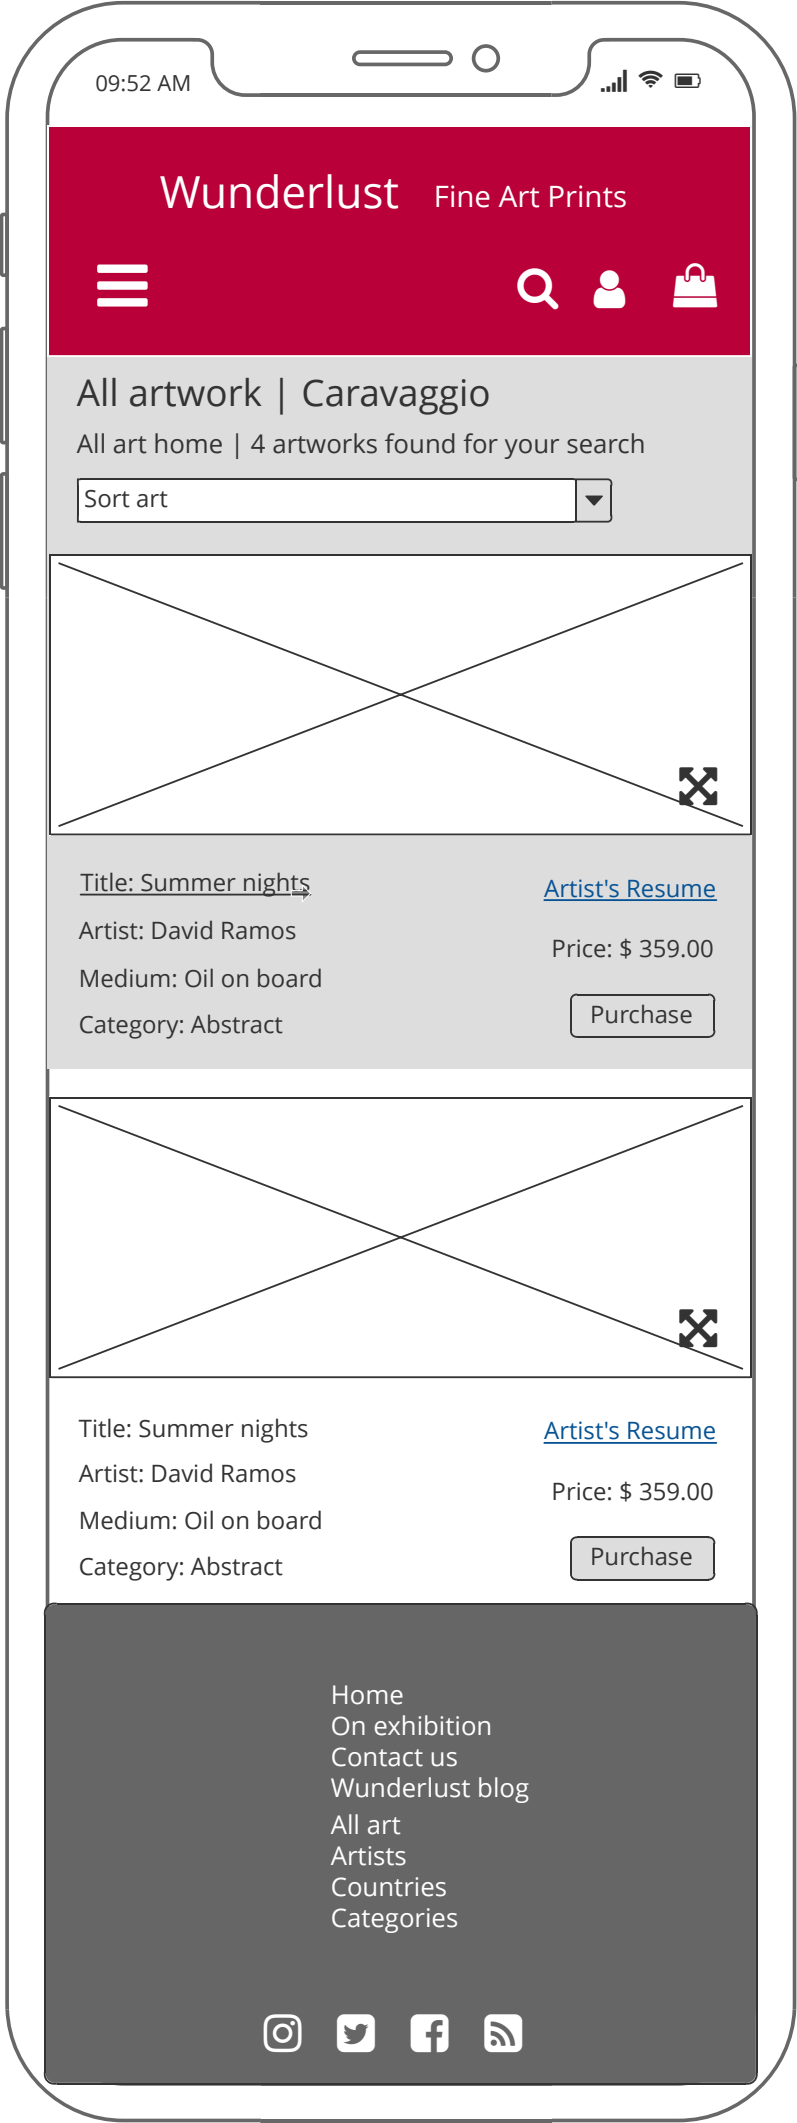 09:52 AM
Wunderlust Fine Art Prints
All artwork | Caravaggio
All art home | 4 artworks found for your search
Sort art
Title: Summer nights
Artist's Resume
Artist: David Ramos
Price: $ 359.00
Medium: Oil on board
Purchase
Category: Abstract
Title: Summer nights
Artist's Resume
Artist: David Ramos
Price: $ 359.00
Medium: Oil on board
Purchase
Category: Abstract
Home
On exhibition
Contact us
Wunderlust blog
All art
Artists
Countries
Categories